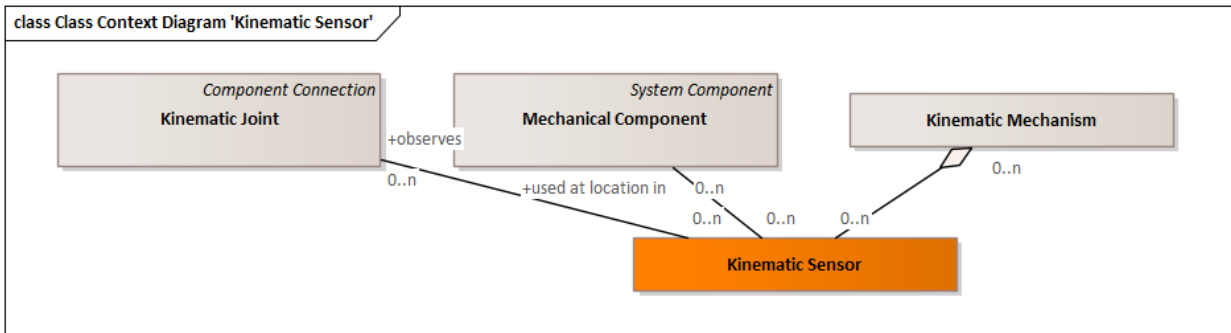 class Class Context Diagram 'Kinematic Sensor'
Component Connection
Kinematic Joint
System Component
Mechanical Component
Kinematic Mechanism
+observes
0..n
+used at location in
0..n
0..n
0..n
0..n
0..n
Kinematic Sensor